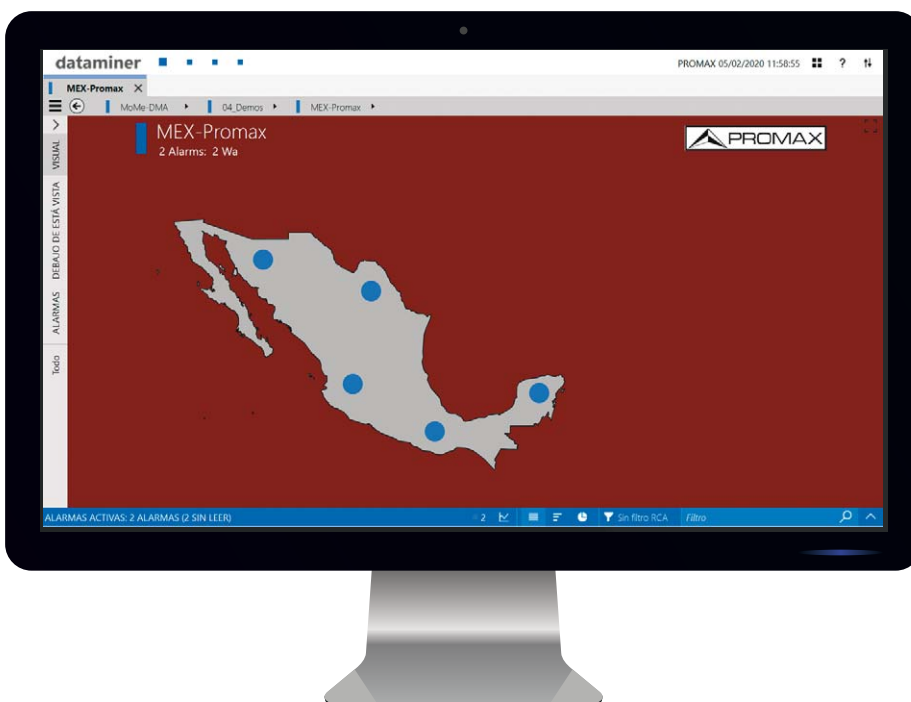 dataminer
PROMAX 05/02/2020 11:58:55
?
MEX-Promax X
MoMe-DMA
04_Demos
MEX-Promax
VISUAL
DEBAJO DE ESTÁ VISTA
ALARMAS
Todo
MEX-Promax
2 Alarms: 2 Wa
PROMAX
ALARMAS ACTIVAS: 2 ALARMAS (2 SIN LEER)
2
Sin filtro RCA
Filtro